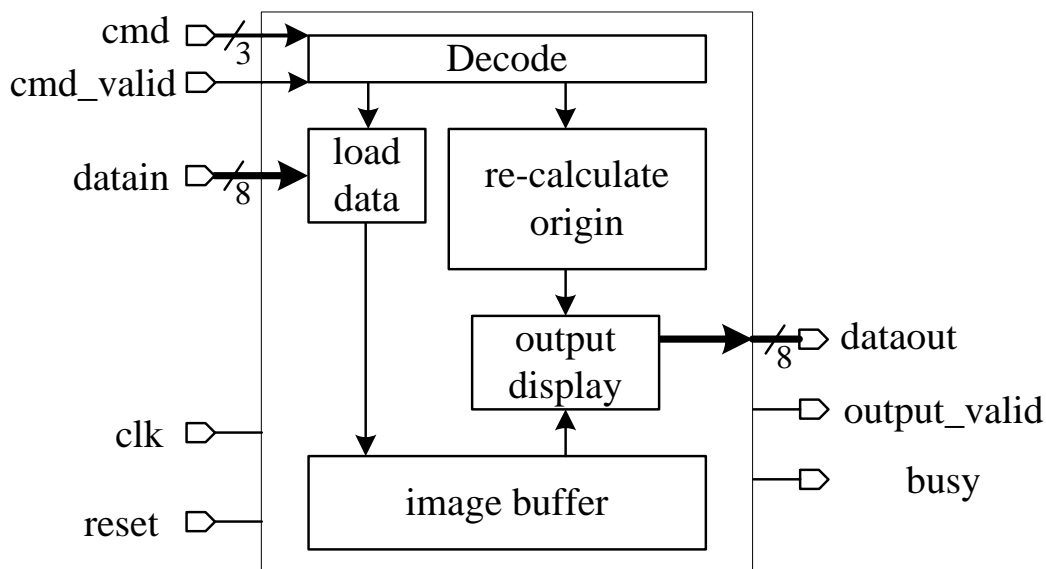 cmd
3
Decode
cmd_valid
load
data
re-calculate
origin
datain
8
output
display
8
dataout
output_valid
clk
busy
image buffer
reset